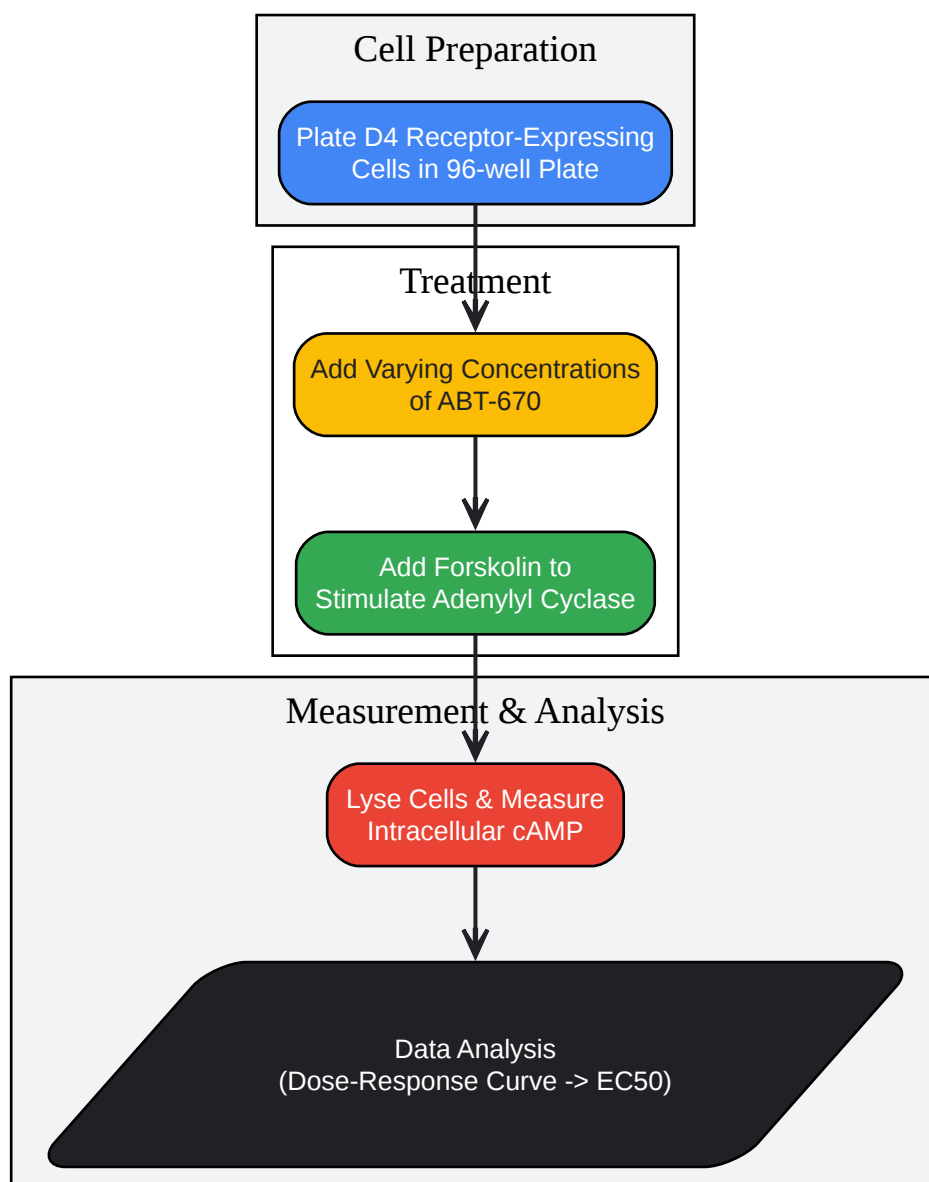 Cell Preparation
Plate D4 Receptor-Expressing
Cells in 96-well Plate
Treatment
Add Varying Concentrations
of ABT-670
Add Forskolin to
Stimulate Adenylyl Cyclase
Measurement & Analysis
Lyse Cells & Measure
Intracellular cAMP
Data Analysis
(Dose-Response Curve -> EC50)